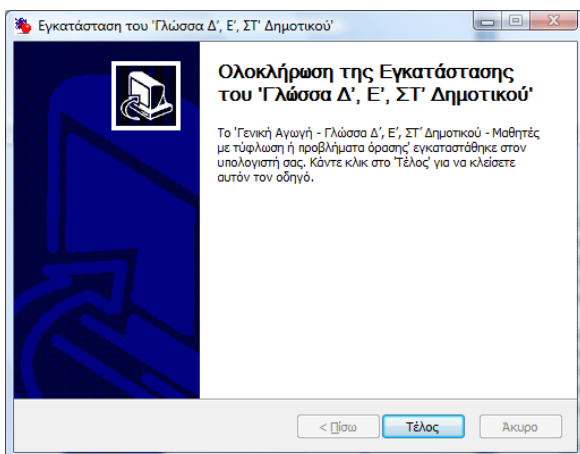 Εγκατάσταση του 'Γλώσσα Δ', Ε', ΣΤ' Δημοτικού'
Ολοκλήρωση της Εγκατάστασης
του 'Γλώσσα Δ', Ε', ΣΤ' Δημοτικού'
Το 'Γενική Αγωγή - Γλώσσα Δ', Ε', ΣΤ' Δημοτικού - Μαθητές
με τύφλωση ή προβλήματα όρασης' εγκαταστάθηκε στον
υπολογιστή σας. Κάντε κλικ στο 'Τέλος' για να κλείσετε
αυτόν τον οδηγό.
< Πίσω Τέλος Άκυρο